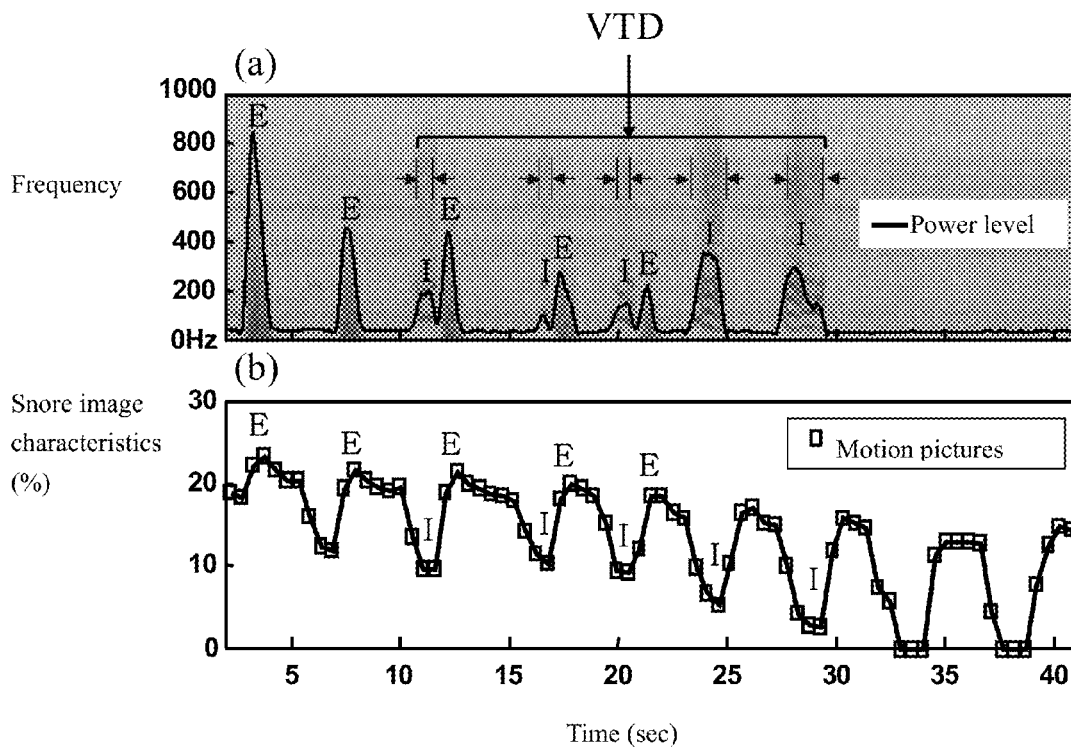 VTD
(a)
1000
800
600
400
200
0Hz
Frequency
E
E
I
E
I
E
I
E
I
I
Power level
(b)
Snore image
characteristics
(%)
30
20
10
0
E
E
E
E
E
I
I
I
I
I
Motion pictures
5 10 15 20 25 30 35 40
Time (sec)